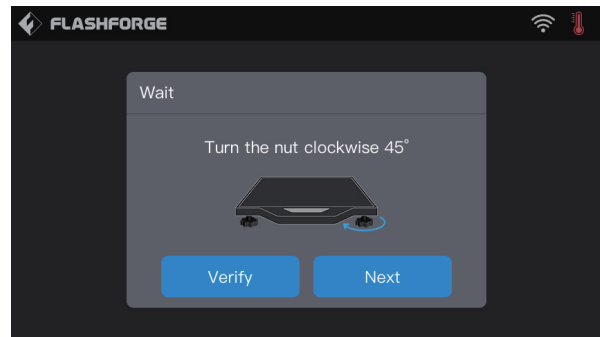 FLASHFORGE
Wait
Turn the nut clockwise 45°
Verify
Next